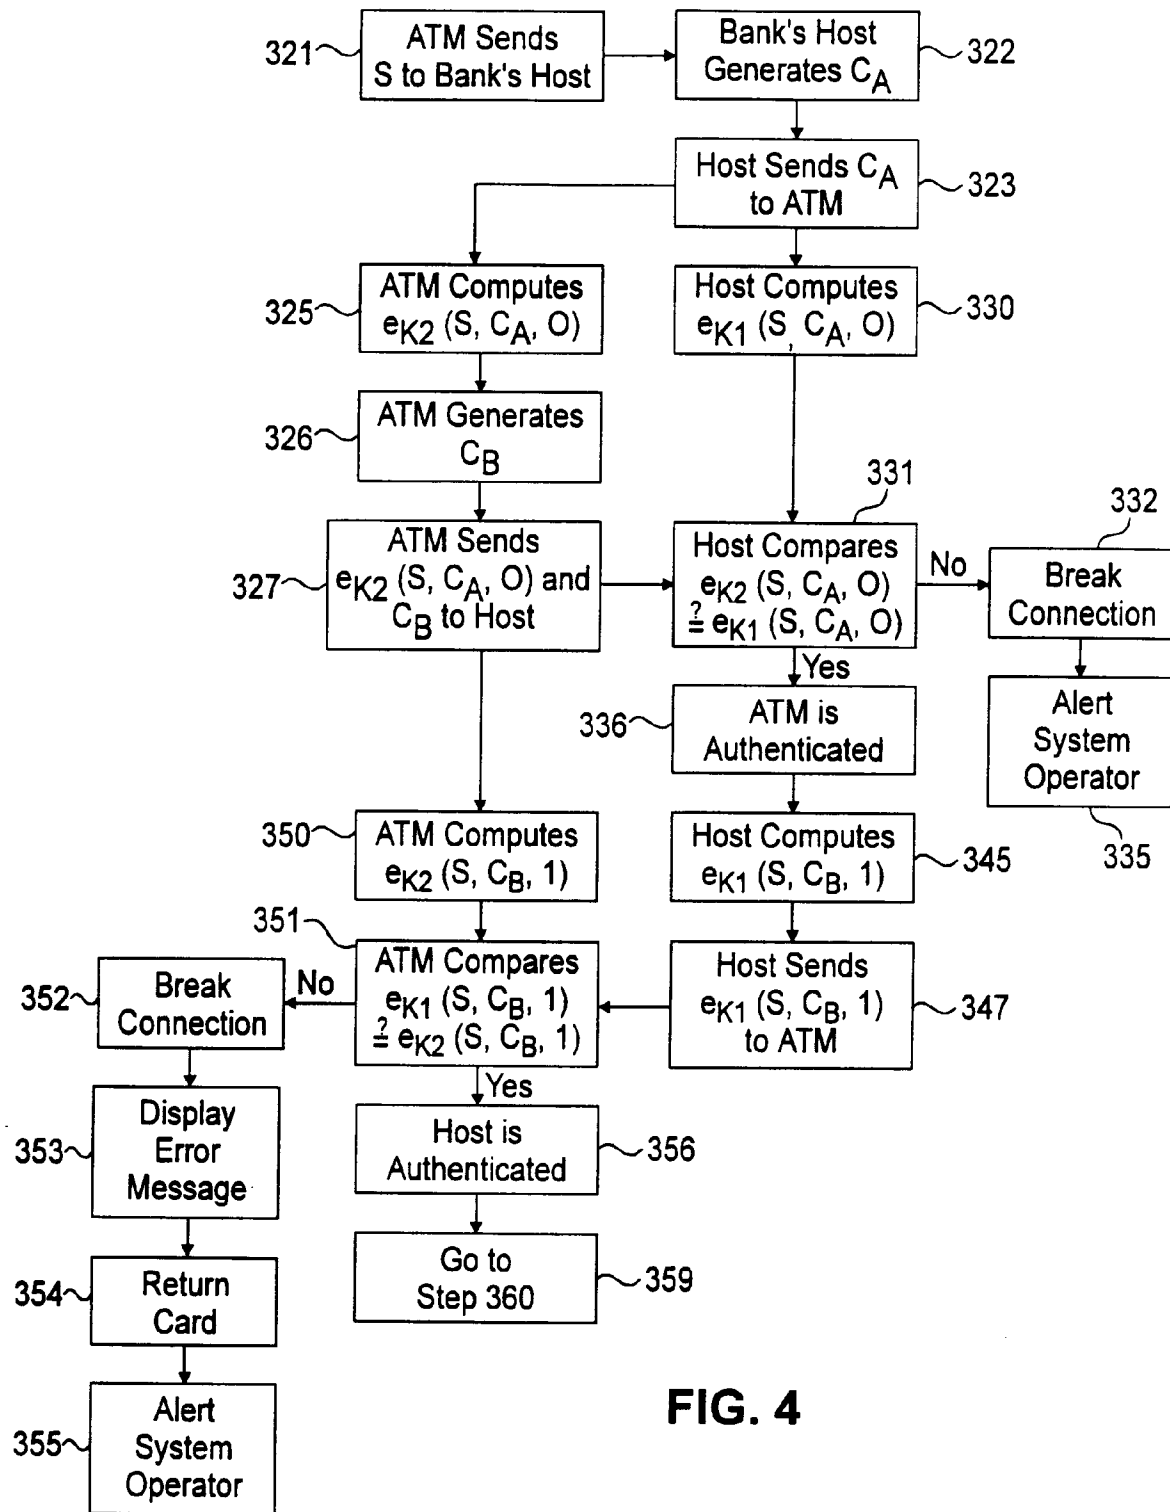 321
ATM Sends
S to Bank's Host
Bank's Host
Generates CA
322
Host Sends CA
to ATM
323
325
ATM Computes
eK2 (S, CA, O)
Host Computes
eK1 (S, CA, O)
330
326
ATM Generates
CB
327
ATM Sends
eK2 (S, CA, O) and
CB to Host
331
Host Compares
eK2 (S, CA, O)
≟ eK1 (S, CA, O)
No
332
Break
Connection
Yes
336
ATM is
Authenticated
Alert
System
Operator
335
350
ATM Computes
eK2 (S, CB, 1)
Host Computes
eK1 (S, CB, 1)
345
351
ATM Compares
eK1 (S, CB, 1)
≟ eK2 (S, CB, 1)
Host Sends
eK1 (S, CB, 1)
to ATM
347
No
352
Break
Connection
Yes
353
Display
Error
Message
Host is
Authenticated
356
354
Return
Card
Go to
Step 360
359
355
Alert
System
Operator
FIG. 4